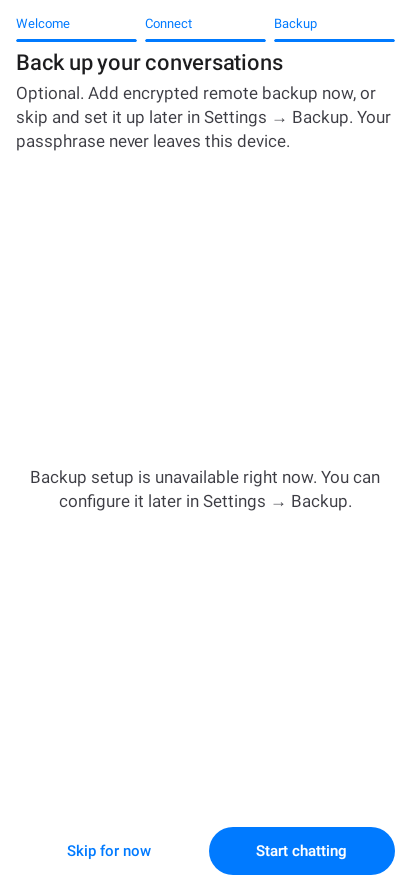 Welcome
Connect
Backup
Back up your conversations
Optional. Add encrypted remote backup now, or
skip and set it up later in Settings → Backup. Your
passphrase never leaves this device.
Backup setup is unavailable right now. You can
configure it later in Settings → Backup.
Skip for now
Start chatting